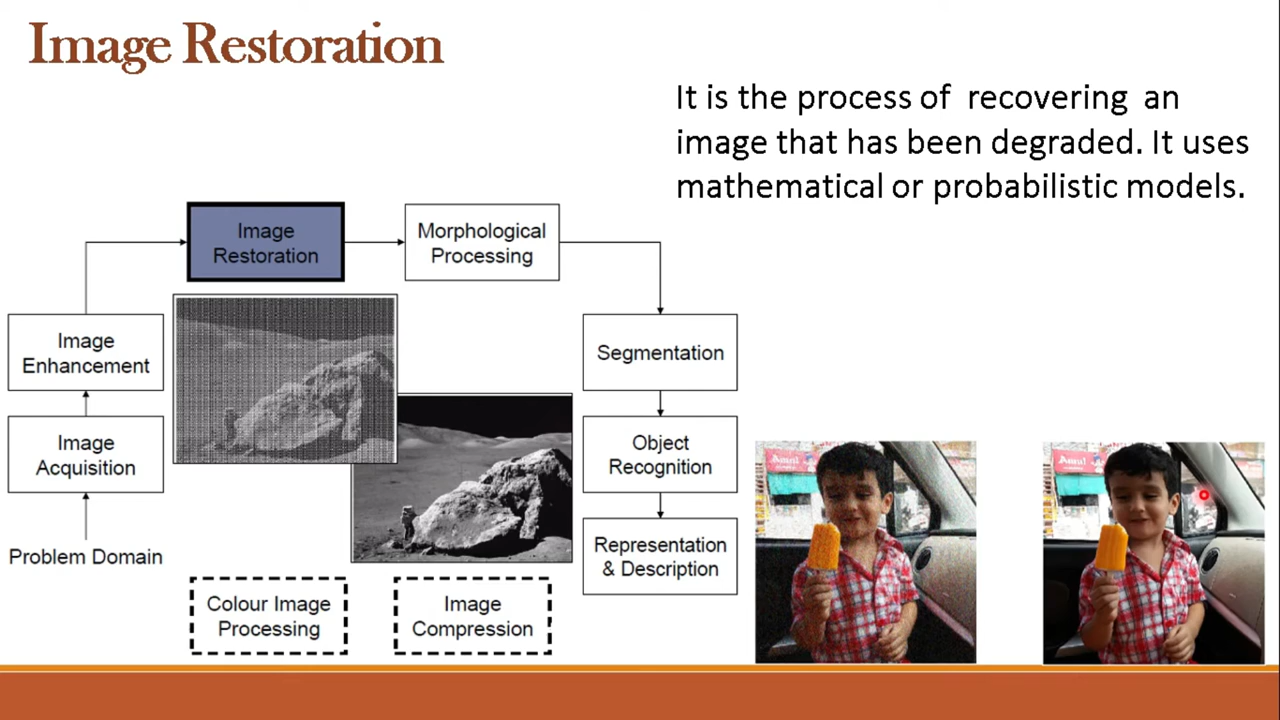 Image Restoration
It is the process of recovering an
image that has been degraded. It uses
mathematical or probabilistic models.
Image
Restoration
Morphological
Processing
Image
Enhancement
Segmentation
Image
Acquisition
Object
Recognition
Problem Domain
Representation
& Description
Colour Image
Processing
Image
Compression
Amul
Amul